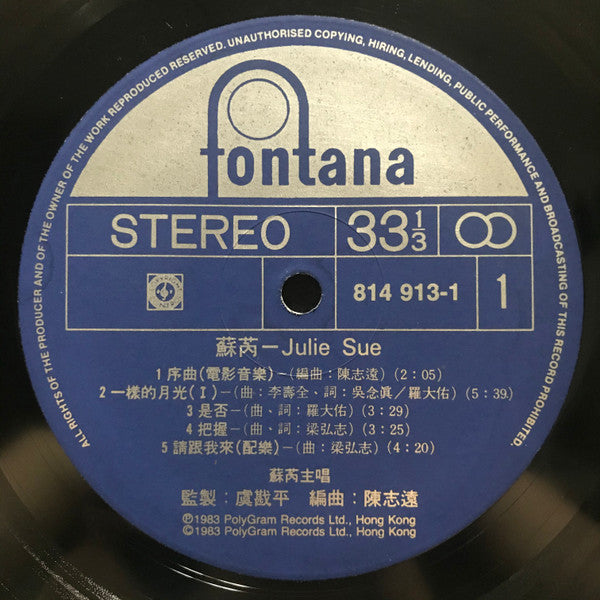 ALL RIGHTS OF THE PRODUCER AND OF THE OWNER OF THE WORK REPRODUCED RESERVED. UNAUTHORISED COPYING, HIRING, LENDING, PUBLIC PERFORMANCE AND BROADCASTING OF THIS RECORD PROHIBITED.
fontana
STEREO 33⅓
814 913-1 1
蘇芮－Julie Sue
1序曲(電影音樂)－(編曲：陳志遠)(2：05)
2一樣的月光(I)－(曲：李壽全、詞：吳念眞／羅大佑)(5：39)
3是否－(曲、詞：羅大佑)(3：29)
4把握－(曲、詞：梁弘志)(5：25)
5請跟我來(配樂)－(曲：梁弘志)(4：20)
蘇芮主唱
監製：虞戡平 編曲：陳志遠
℗1983 PolyGram Records Ltd., Hong Kong
©1983 PolyGram Records Ltd., Hong Kong